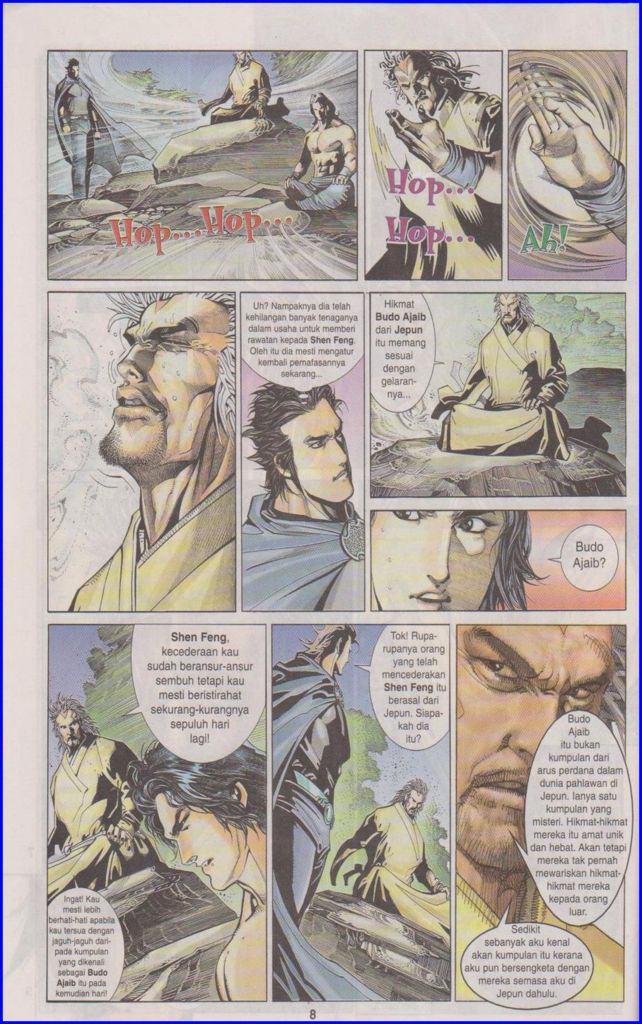 Hop...Hop...
Hop...
Hop...
Ah!
Uh? Nampaknya dia telah
kehilangan banyak tenaganya
dalam usaha untuk memberi
rawatan kepada Shen Feng.
Oleh itu dia mesti mengatur
kembali pernafasannya
sekarang...
Hikmat
Budo Ajaib
dari Jepun
itu memang
sesuai
dengan
gelaran-
nya...
Budo
Ajaib?
Shen Feng,
kecederaan kau
sudah beransur-ansur
sembuh tetapi kau
mesti beristirahat
sekurang-kurangnya
sepuluh hari
lagi!
Ingat! Kau
mesti lebih
berhati-hati apabila
kau tersua dengan
jaguh-jaguh dari-
pada kumpulan
yang dikenali
sebagai Budo
Ajaib itu pada
kemudian hari!
Tok! Rupa-
rupanya orang
yang telah
mencederakan
Shen Feng itu
berasal dari
Jepun. Siapa-
kah dia
itu?
Budo
Ajaib
itu bukan
kumpulan dari
arus perdana dalam
dunia pahlawan di
Jepun. Ianya satu
kumpulan yang
misteri. Hikmat-hikmat
mereka itu amat unik
dan hebat. Akan tetapi
mereka tak pernah
mewariskan hikmat-
hikmat mereka
kepada orang
luar.
Sedikit
sebanyak aku kenal
akan kumpulan itu kerana
aku pun bersengketa dengan
mereka semasa aku di
Jepun dahulu.
8